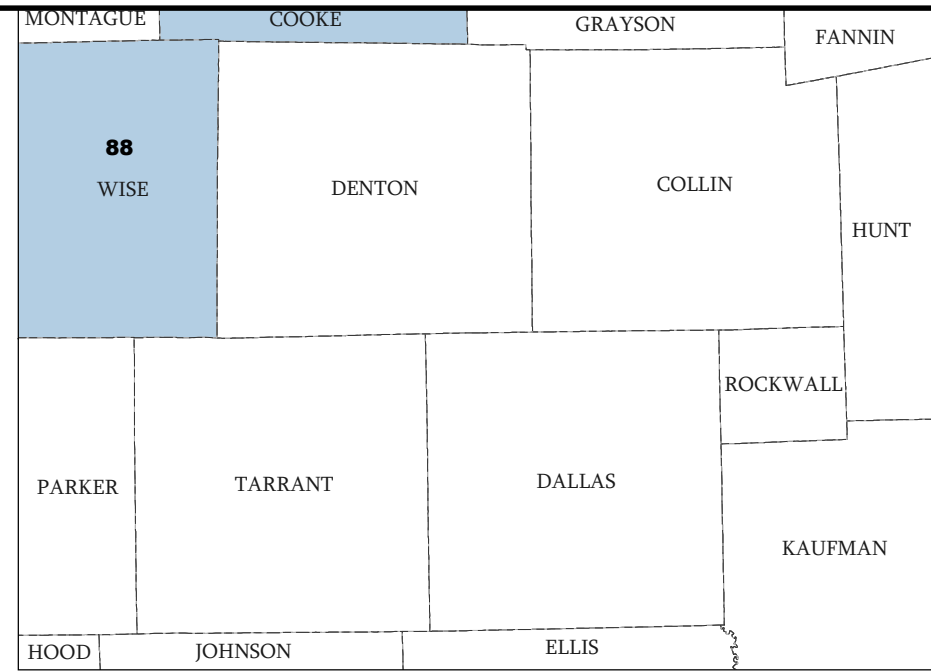 MONTAGUE
COOKE
GRAYSON
FANNIN
88
WISE
DENTON
COLLIN
HUNT
ROCKWALL
PARKER
TARRANT
DALLAS
KAUFMAN
HOOD
JOHNSON
ELLIS